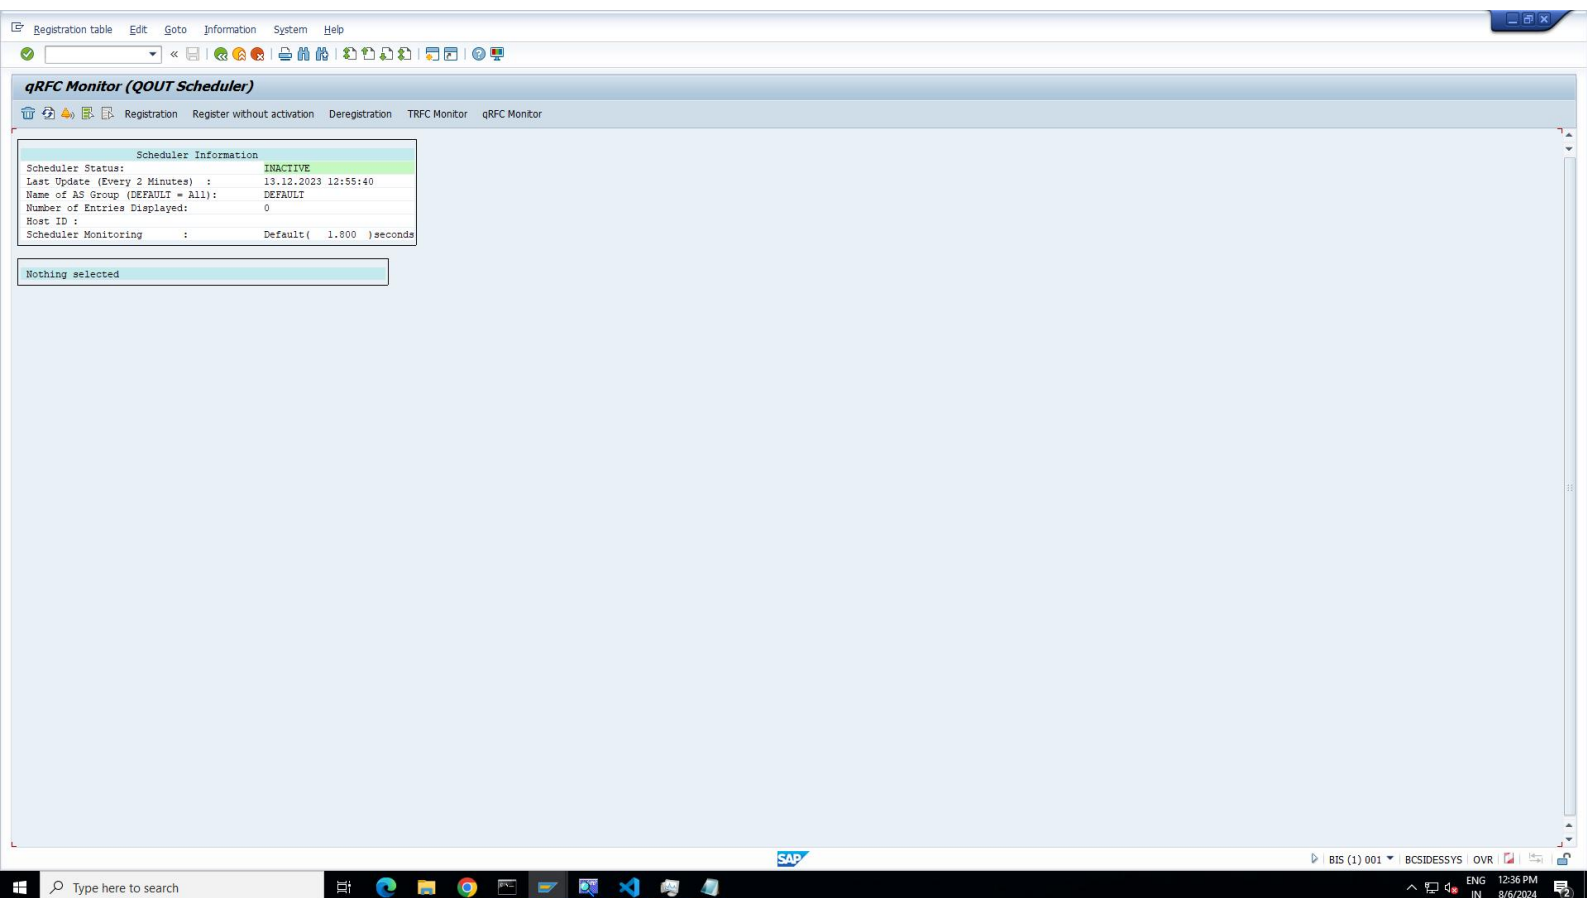 Registration table Edit Goto Information System Help
qRFC Monitor (QOUT Scheduler)
Registration Register without activation Deregistration TRFC Monitor qRFC Monitor
Scheduler Information
Scheduler Status: INACTIVE
Last Update (Every 2 Minutes) : 13.12.2023 12:55:40
Name of AS Group (DEFAULT = All): DEFAULT
Number of Entries Displayed: 0
Host ID :
Scheduler Monitoring : Default( 1.800 )seconds
Nothing selected
SAP
BIS (1) 001 BCSIDESSYS OVR
Type here to search
ENG 12:36 PM
IN 8/6/2024
2